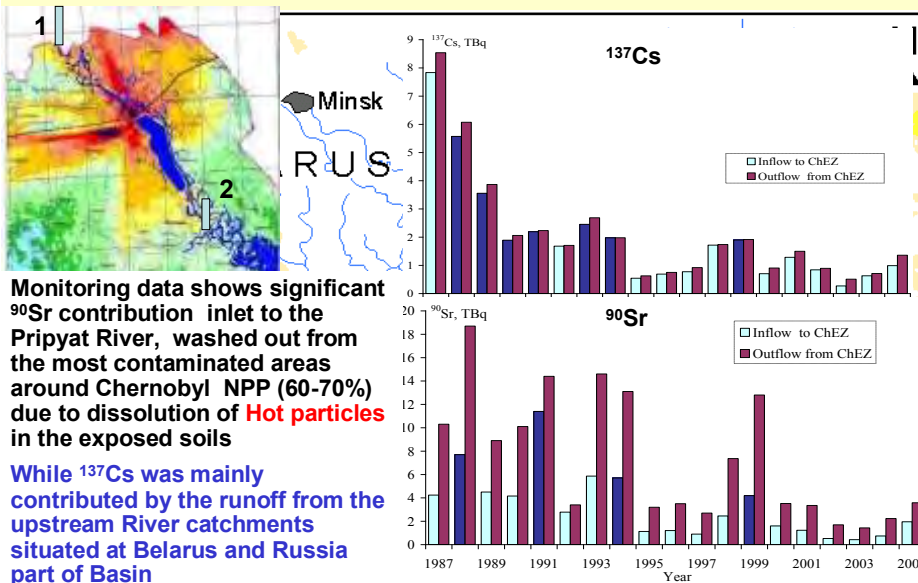 1
2
Minsk
RUS
Monitoring data shows significant
⁹⁰Sr contribution inlet to the
Pripyat River, washed out from
the most contaminated areas
around Chernobyl NPP (60-70%)
due to dissolution of Hot particles
in the exposed soils
While ¹³⁷Cs was mainly
contributed by the runoff from the
upstream River catchments
situated at Belarus and Russia
part of Basin
¹³⁷Cs, TBq
¹³⁷Cs
9
8
7
6
5
4
3
2
1
0
Inflow to ChEZ
Outflow from ChEZ
⁹⁰Sr, TBq
⁹⁰Sr
20
18
16
14
12
10
8
6
4
2
0
Inflow to ChEZ
Outflow from ChEZ
1987 1989 1991 1993 1995 1997 1999 2001 2003 200
Year